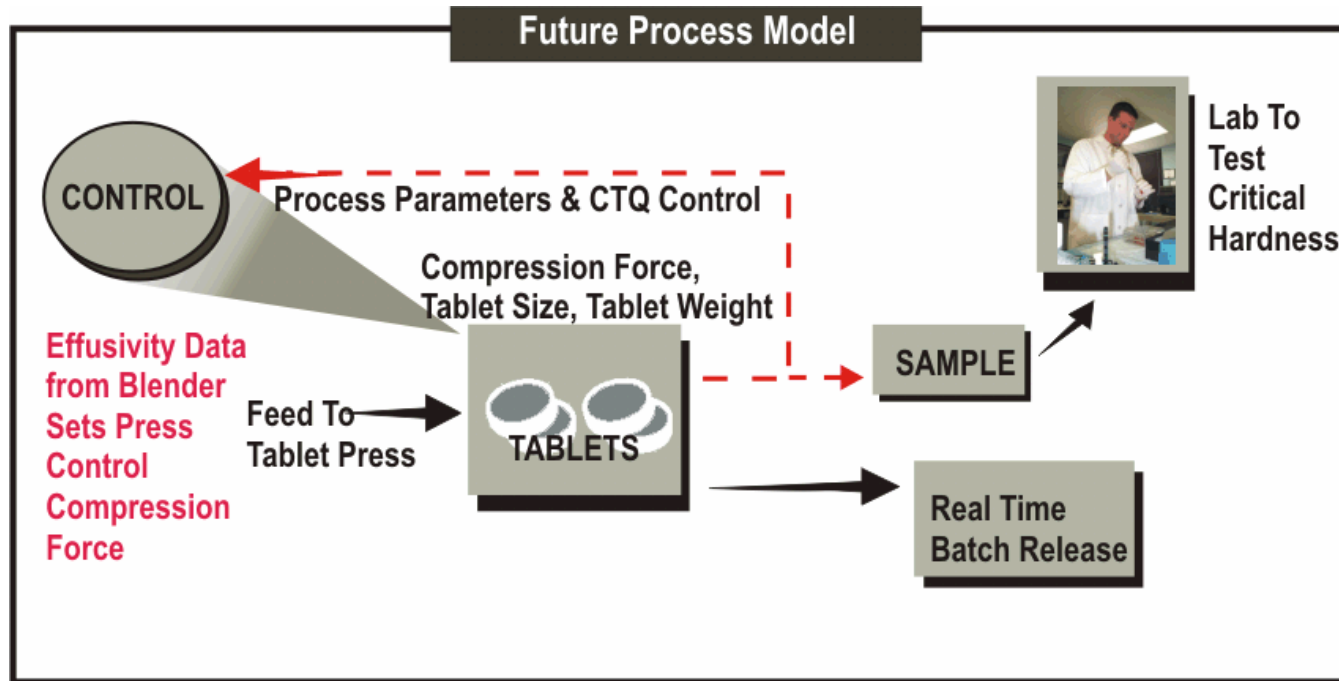 Future Process Model
CONTROL
Process Parameters & CTQ Control
Compression Force,
Tablet Size, Tablet Weight
Lab To
Test
Critical
Hardness
Effusivity Data
from Blender
Sets Press
Control
Compression
Force
Feed To
Tablet Press
TABLETS
SAMPLE
Real Time
Batch Release